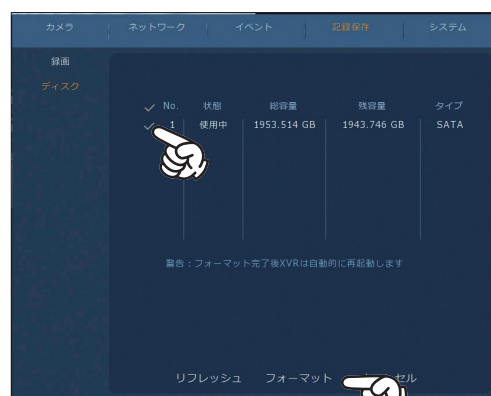 カメラ ネットワーク イベント 記録保存 システム
録画
ディスク
No. 状態 総容量 残容量 タイプ
1 使用中 1953.514 GB 1943.746 GB SATA
警告：フォーマット完了後XVRは自動的に再起動します
リフレッシュ フォーマット セル